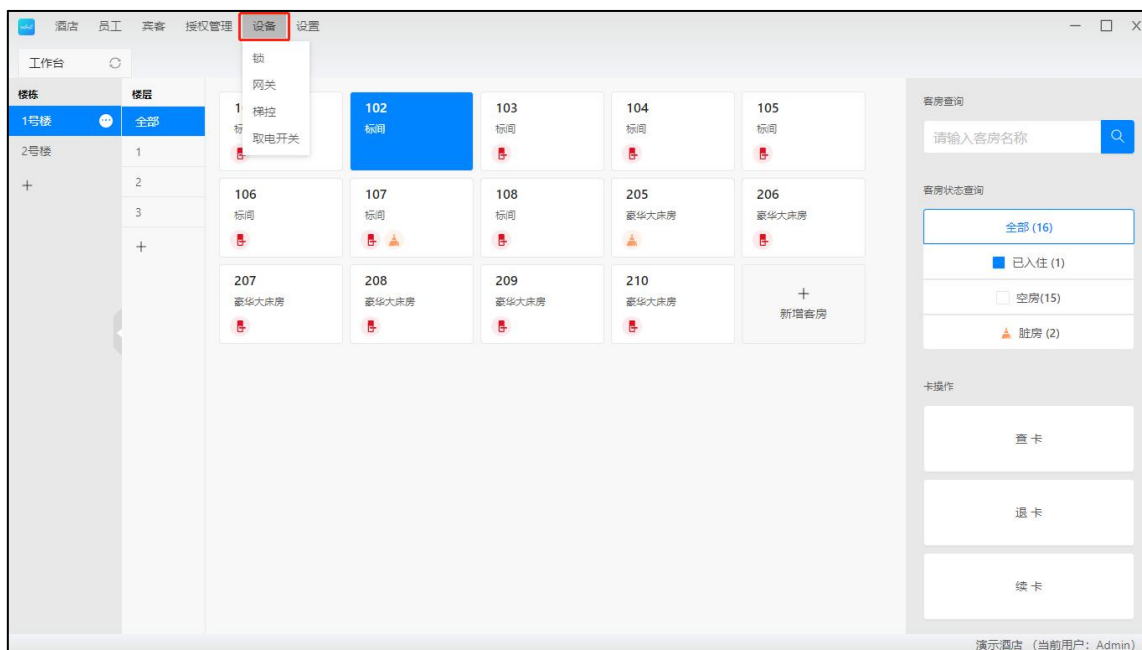 酒店 员工 宾客 授权管理 设备 设置
工作台
锁
网关
梯控
取电开关
楼栋
1号楼
2号楼
楼层
全部
1
2
3
102
标间
103
标间
104
标间
105
标间
106
标间
107
标间
108
标间
205
豪华大床房
206
豪华大床房
207
豪华大床房
208
豪华大床房
209
豪华大床房
210
豪华大床房
新增客房
客房查询
请输入客房名称
客房状态查询
全部 (16)
已入住 (1)
空房(15)
脏房 (2)
卡操作
查卡
退卡
续卡
演示酒店 (当前用户: Admin)